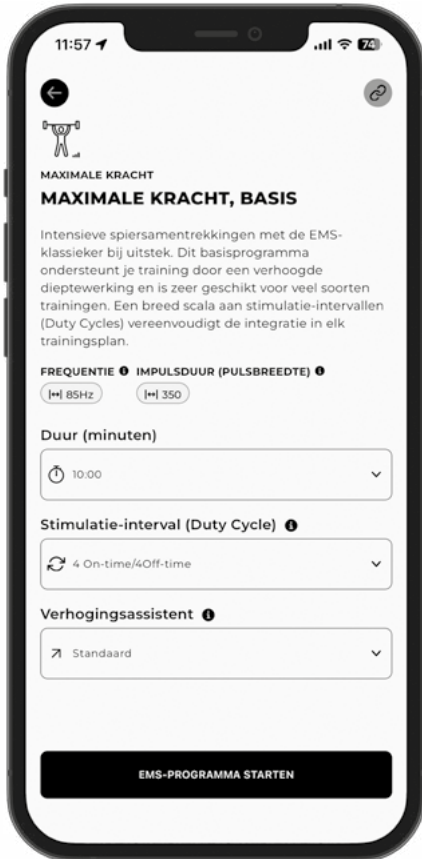 11:57
74
MAXIMALE KRACHT
MAXIMALE KRACHT, BASIS
Intensieve spiersamentrekkingen met de EMS-
klassieker bij uitstek. Dit basisprogramma
ondersteunt je training door een verhoogde
dieptewerking en is zeer geschikt voor veel soorten
trainingen. Een breed scala aan stimulatie-intervallen
(Duty Cycles) vereenvoudigt de integratie in elk
trainingsplan.
FREQUENTIE IMPULSDUUR (PULSBREEDTE)
85Hz 350
Duur (minuten)
10:00
Stimulatie-interval (Duty Cycle)
4 On-time/4Off-time
Verhogingsassistent
Standaard
EMS-PROGRAMMA STARTEN